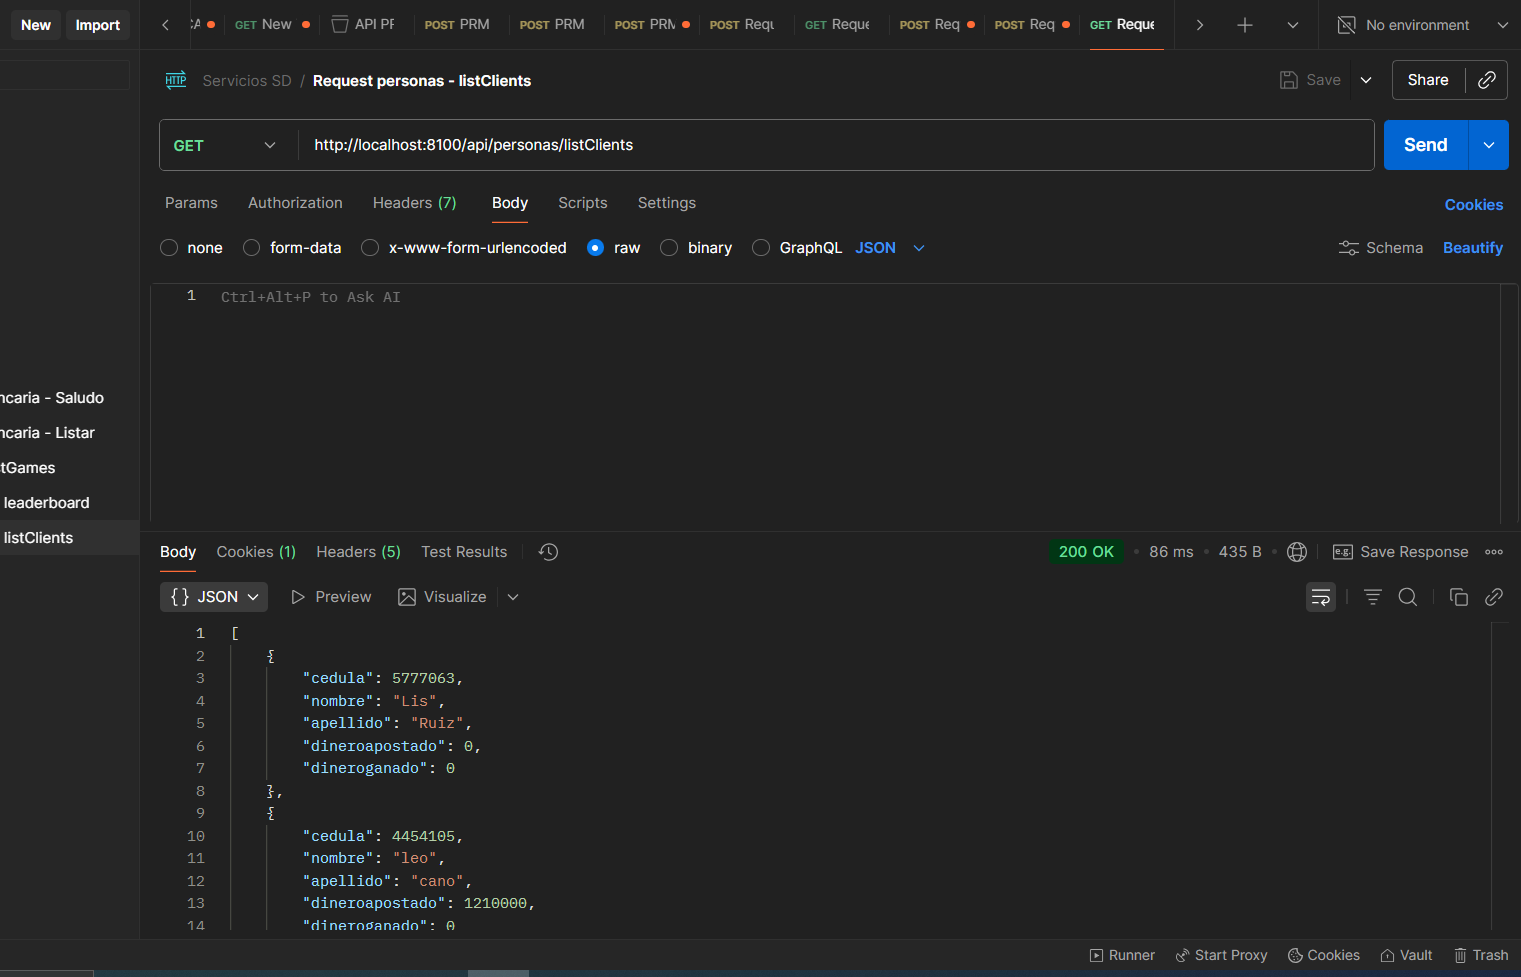 New Import GET New API PF POST PRM POST PRM POST PRM POST Requ GET Reque POST Req POST Req GET Reque No environment
HTTP Servicios SD / Request personas - listClients Save Share
GET http://localhost:8100/api/personas/listClients Send
Params Authorization Headers (7) Body Scripts Settings Cookies
none form-data x-www-form-urlencoded raw binary GraphQL JSON Schema Beautify
1 Ctrl+Alt+P to Ask AI
ncaria - Saludo
ncaria - Listar
tGames
leaderboard
listClients
Body Cookies (1) Headers (5) Test Results 200 OK • 86 ms • 435 B • e.g. Save Response
{} JSON Preview Visualize
1 [
2 {
3 "cedula": 5777063,
4 "nombre": "Lis",
5 "apellido": "Ruiz",
6 "dineroapostado": 0,
7 "dineroganado": 0
8 },
9 {
10 "cedula": 4454105,
11 "nombre": "leo",
12 "apellido": "cano",
13 "dineroapostado": 1210000,
14 "dineroganado": 0
Runner Start Proxy Cookies Vault Trash